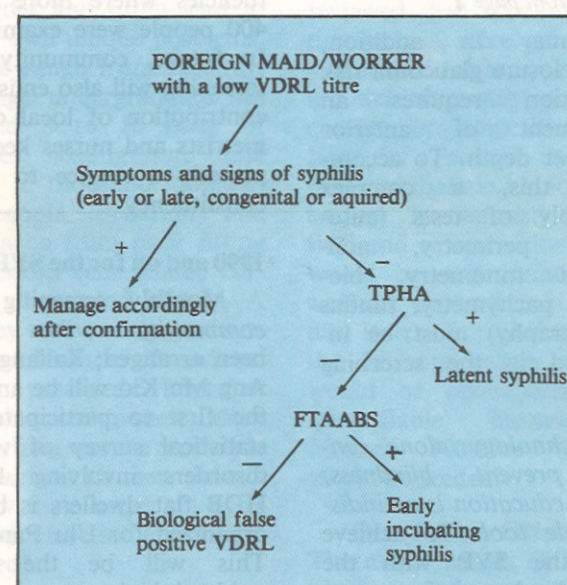 FOREIGN MAID/WORKER
with a low VDRL titre
Symptoms and signs of syphilis
(early or late, congenital or aquired)
+
−
Manage accordingly
after confirmation
TPHA
−
+
Latent syphilis
FTAABS
−
+
Biological false
positive VDRL
Early
incubating
syphilis